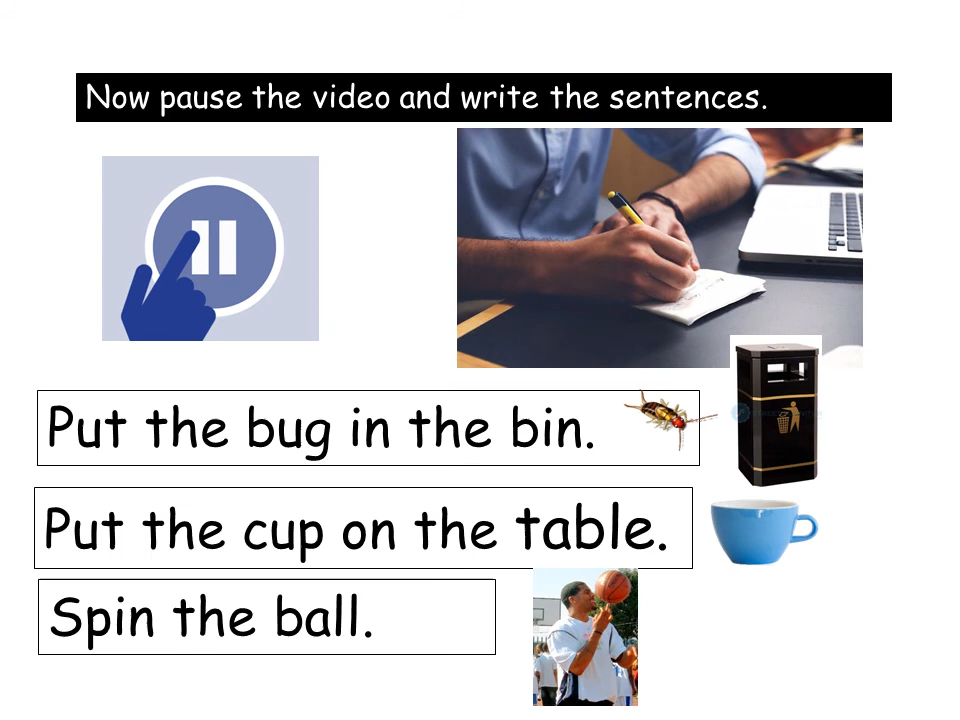 Now pause the video and write the sentences.
Put the bug in the bin.
Put the cup on the table.
Spin the ball.